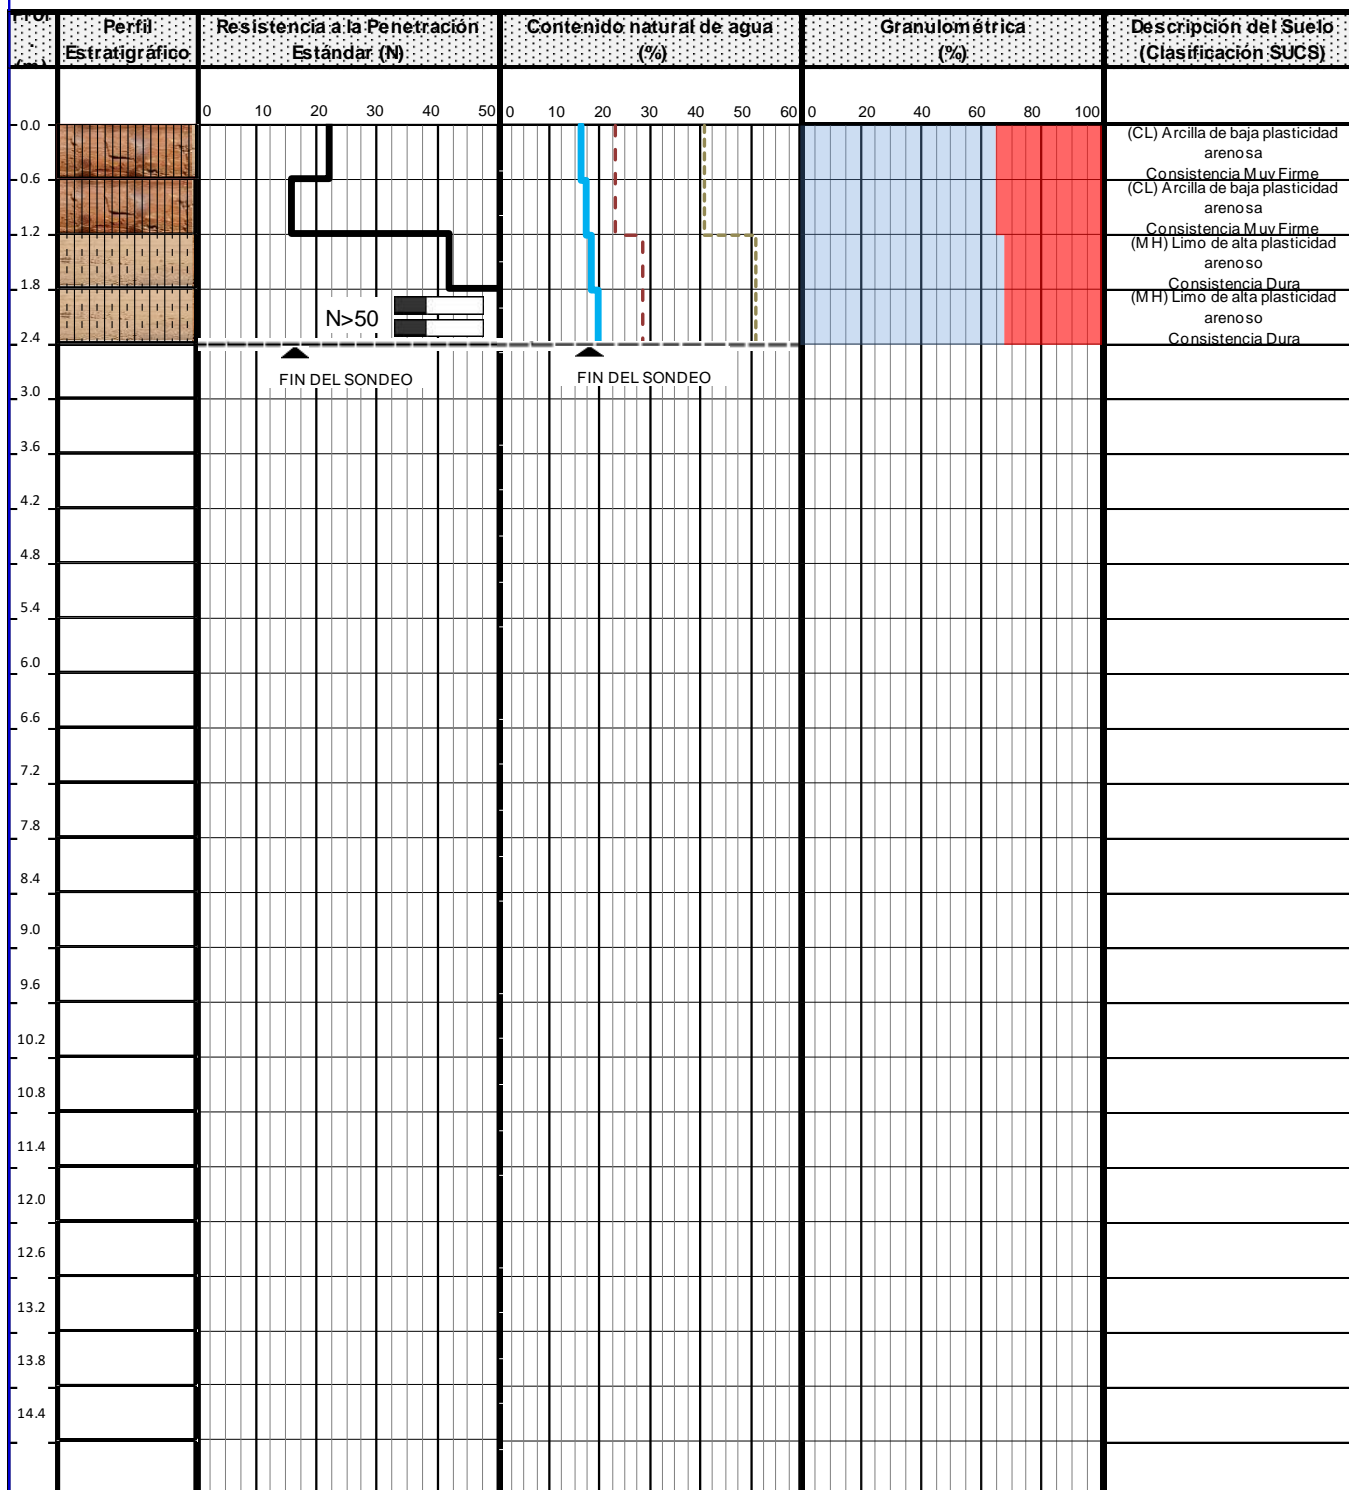 Perfil
Estratigráfico
Resistencia a la Penetración
Estándar (N)
Contenido natural de agua
(%)
Granulométrica
(%)
Descripción del Suelo
(Clasificación SUCS)
0 10 20 30 40 50
0 10 20 30 40 50 60
0 20 40 60 80 100
0.0
(CL) Arcilla de baja plasticidad
arenosa
Consistencia Muy Firme
0.6
(CL) Arcilla de baja plasticidad
arenosa
Consistencia Muy Firme
1.2
(MH) Limo de alta plasticidad
arenoso
Consistencia Dura
1.8
(MH) Limo de alta plasticidad
arenoso
Consistencia Dura
N>50
2.4
FIN DEL SONDEO
FIN DEL SONDEO
3.0
3.6
4.2
4.8
5.4
6.0
6.6
7.2
7.8
8.4
9.0
9.6
10.2
10.8
11.4
12.0
12.6
13.2
13.8
14.4